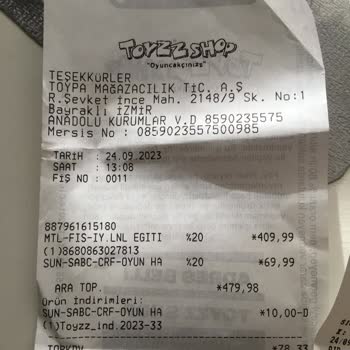 TOYZZ SHOP
"Oyuncakçınız"
TEŞEKKÜRLER
TOYPA MAĞAZACILIK TİC. A.Ş
R.Şevket İnce Mah. 2148/9 Sk. No:1
Bayraklı İZMİR
ANADOLU KURUMLAR V.D 8590235575
Mersis No : 0859023557500985
TARİH : 24.09.2023
SAAT : 13:08
FİŞ NO : 0011
887961615180
MTL-FIS-IY.LNL EGITI %20 *409,99
(1)8680863027813
SUN-SABC-CRF-OYUN HA %20 *69,99
ARA TOP. *479,98
Ürün İndirimleri:
SUN-SABC-CRF-OYUN HA *10,00-D
(1)Toyzz_ind.2023-33
TOPKDV *78,33